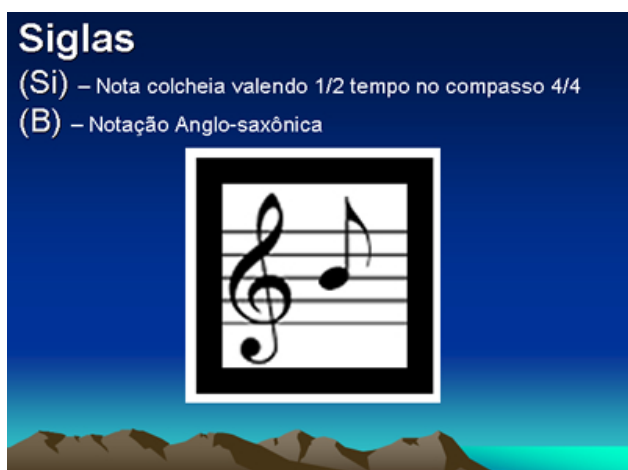 Siglas
(Si) – Nota colcheia valendo 1/2 tempo no compasso 4/4
(B) – Notação Anglo-saxônica